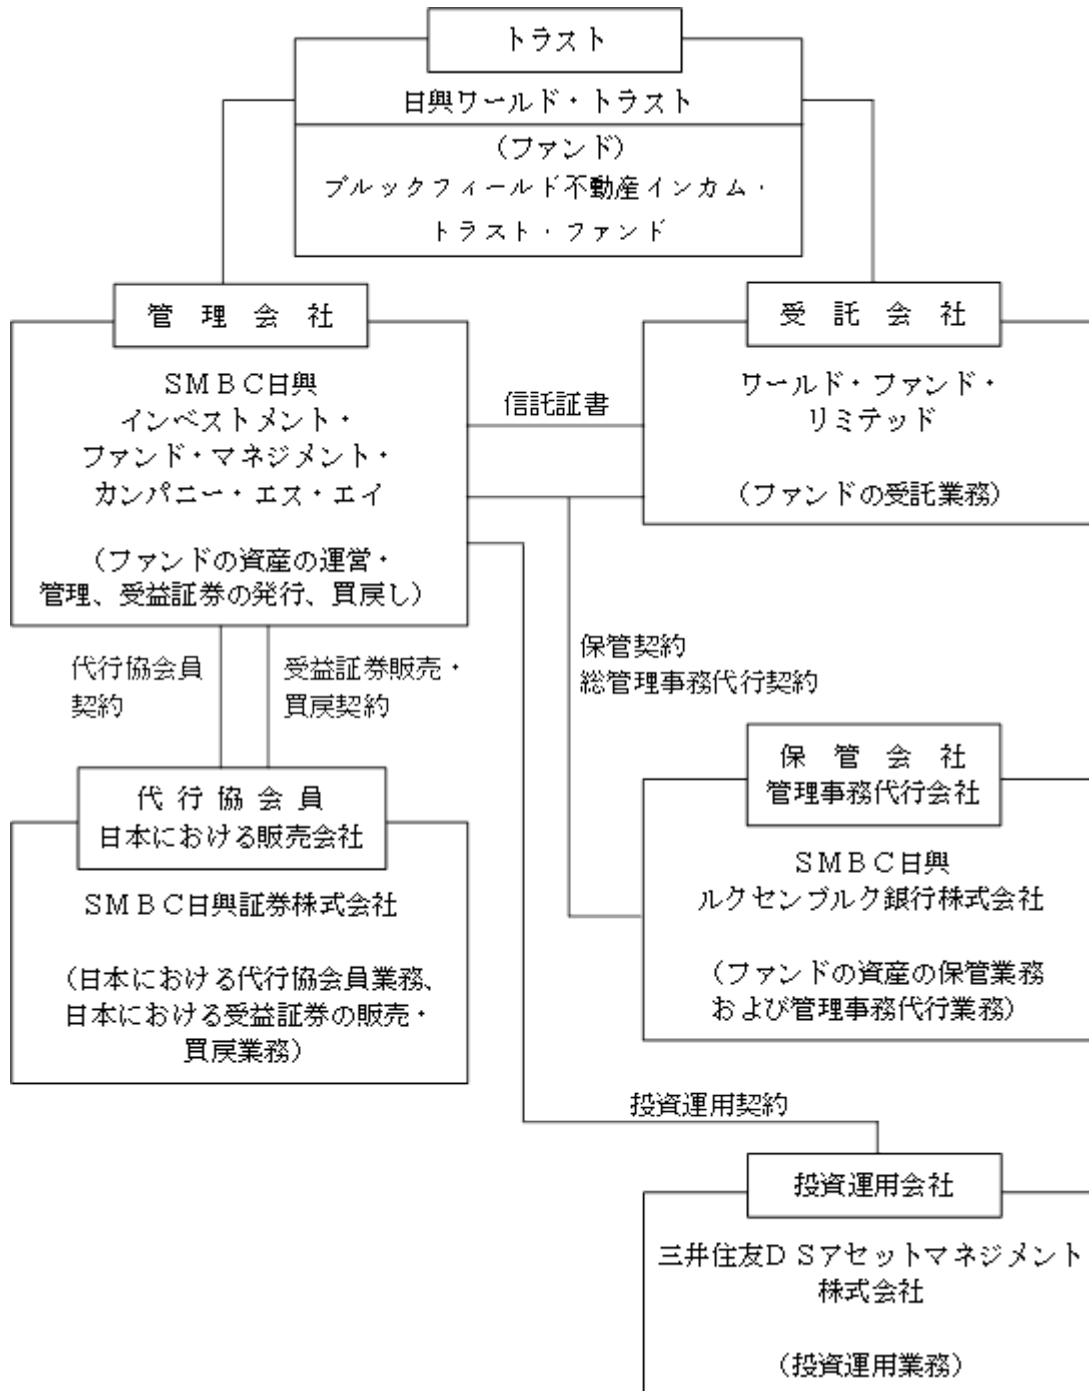 トラスト
日興ワールド・トラスト
(ファンド)
ブルックフィールド不動産インカム・
トラスト・ファンド
管理会社
SMBC日興
インベストメント・
ファンド・マネジメント・
カンパニー・エス・エイ
(ファンドの資産の運営・
管理、受益証券の発行、買戻し)
信託証書
受託会社
ワールド・ファンド・
リミテッド
(ファンドの受託業務)
代行協会員
契約
受益証券販売・
買戻契約
保管契約
総管理事務代行契約
代行協会員
日本における販売会社
SMBC日興証券株式会社
(日本における代行協会員業務、
日本における受益証券の販売・
買戻業務)
保管会社
管理事務代行会社
SMBC日興
ルクセンブルク銀行株式会社
(ファンドの資産の保管業務
および管理事務代行業務)
投資運用契約
投資運用会社
三井住友DSアセットマネジメント
株式会社
(投資運用業務)